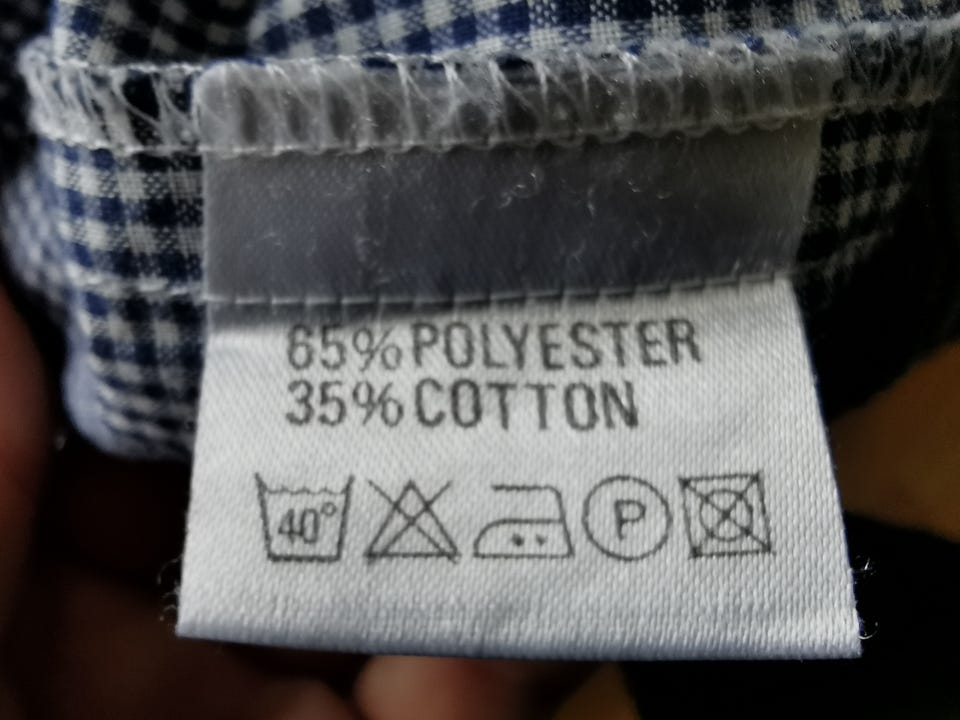 65% POLYESTER
35% COTTON
40° P